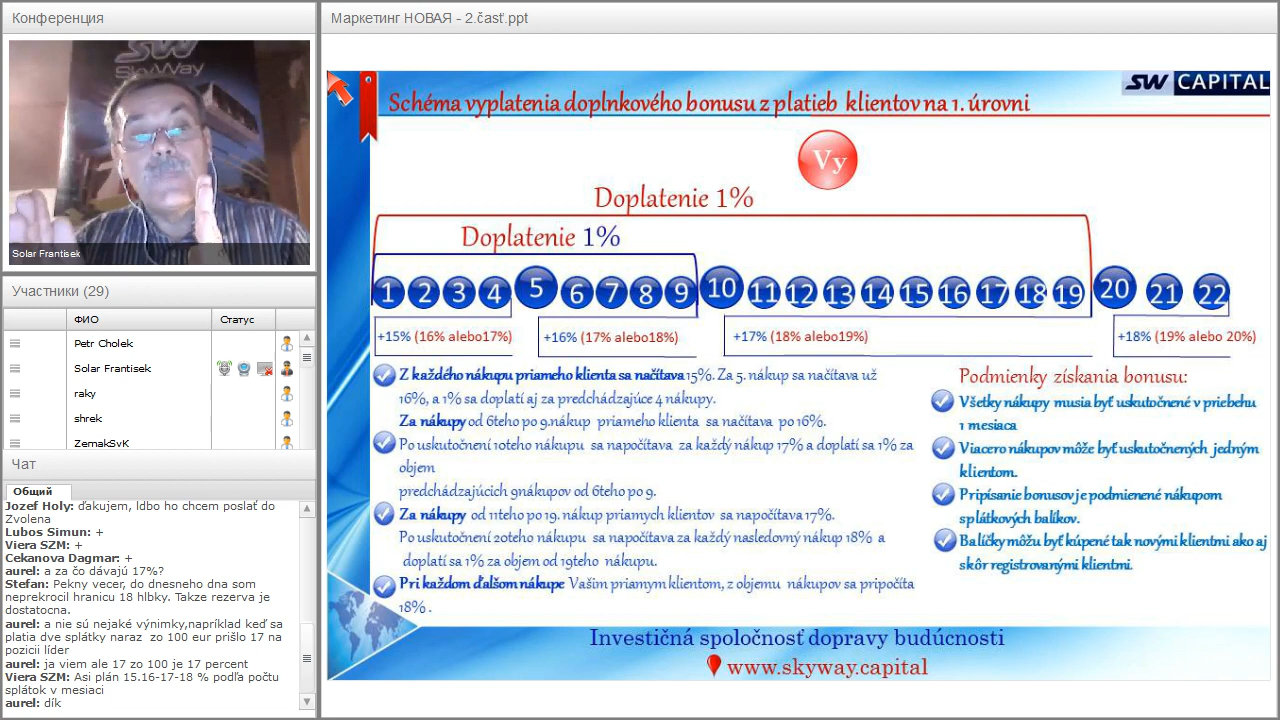 Конференция
SW
SkyWay
Solar Frantisek
Участники (29)
ФИО
Статус
Petr Cholek
Solar Frantisek
raky
shrek
ZemakSvK
Чат
Общий
Jozef Holy: ďakujem, ldbo ho chcem poslať do
Zvolena
Lubos Simun: +
Viera SZM: +
Cekanova Dagmar: +
aurel: a za čo dávajú 17%?
Stefan: Pekny vecer, do dnesneho dna som
neprekrocil hranicu 18 hlbky. Takze rezerva je
dostatocna.
aurel: a nie sú nejaké výnimky,napríklad keď sa
platia dve splátky naraz zo 100 eur prišlo 17 na
pozicii líder
aurel: ja viem ale 17 zo 100 je 17 percent
Viera SZM: Asi plán 15.16-17-18 % podľa počtu
splátok v mesiaci
aurel: dík
Маркетинг НОВАЯ - 2.časť.ppt
SW CAPITAL
Schéma vyplatenia doplnkového bonusu z platieb klientov na 1. úrovni
Vy
Doplatenie 1%
Doplatenie 1%
1 2 3 4 5 6 7 8 9 10 11 12 13 14 15 16 17 18 19 20 21 22
+15% (16% alebo17%)
+16% (17% alebo18%)
+17% (18% alebo19%)
+18% (19% alebo 20%)
Z každého nákupu priameho klienta sa načítava 15%. Za 5. nákup sa načítava už
16%, a 1% sa doplatí aj za predchádzajúce 4 nákupy.
Za nákupy od 6teho po 9.nákup priameho klienta sa načítava po 16%.
Po uskutočnení 10teho nákupu sa napočítava za každý nákup 17% a doplatí sa 1% za
objem
predchádzajúcich 9nákupov od 6teho po 9.
Za nákupy od 11teho po 19. nákup priamych klientov sa napočítava 17%.
Po uskutočnení 20teho nákupu sa napočítava za každý nasledovný nákup 18% a
doplatí sa 1% za objem od 19teho nákupu.
Pri každom ďalšom nákupe Vašim priamym klientom, z objemu nákupov sa pripočíta
18% .
Podmienky získania bonusu:
Všetky nákupy musia byť uskutočnené v priebehu
1 mesiaca
Viacero nákupov môže byť uskutočnených jedným
klientom.
Pripísanie bonusov je podmienené nákupom
splátkových balíkov.
Balíčky môžu byť kúpené tak novými klientmi ako aj
skôr registrovanými klientmi.
Investičná spoločnosť dopravy budúcnosti
www.skyway.capital